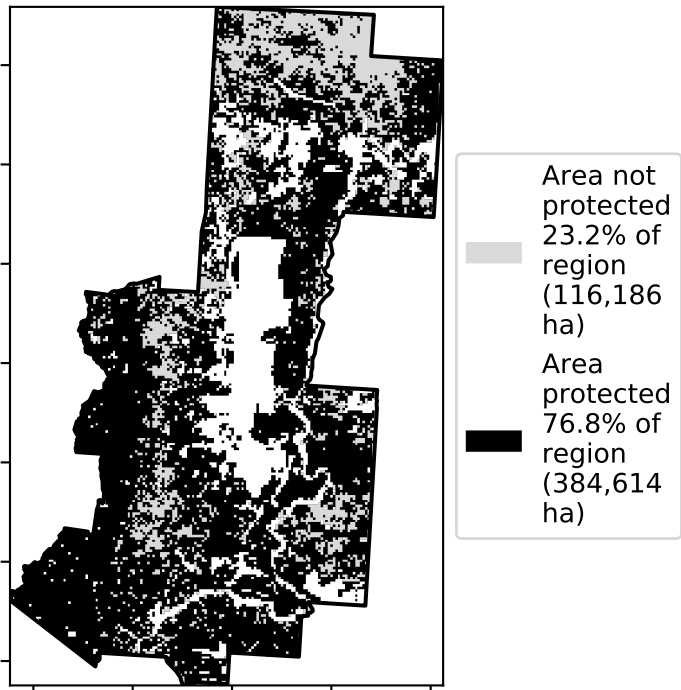 Area not
protected
23.2% of
region
(116,186
ha)
Area
protected
76.8% of
region
(384,614
ha)